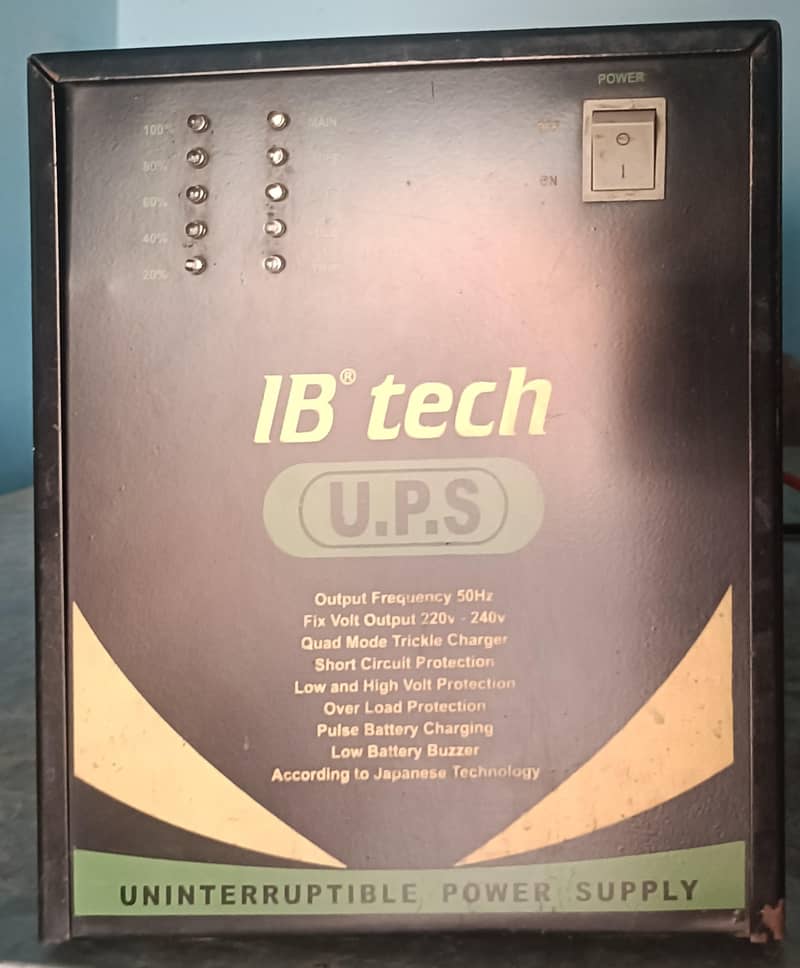 POWER
100% MAIN
80%
60%
40%
20%
OFF
ON
1
IB® tech
U.P.S
Output Frequency 50Hz
Fix Volt Output 220v - 240v
Quad Mode Trickle Charger
Short Circuit Protection
Low and High Volt Protection
Over Load Protection
Pulse Battery Charging
Low Battery Buzzer
According to Japanese Technology
UNINTERRUPTIBLE POWER SUPPLY